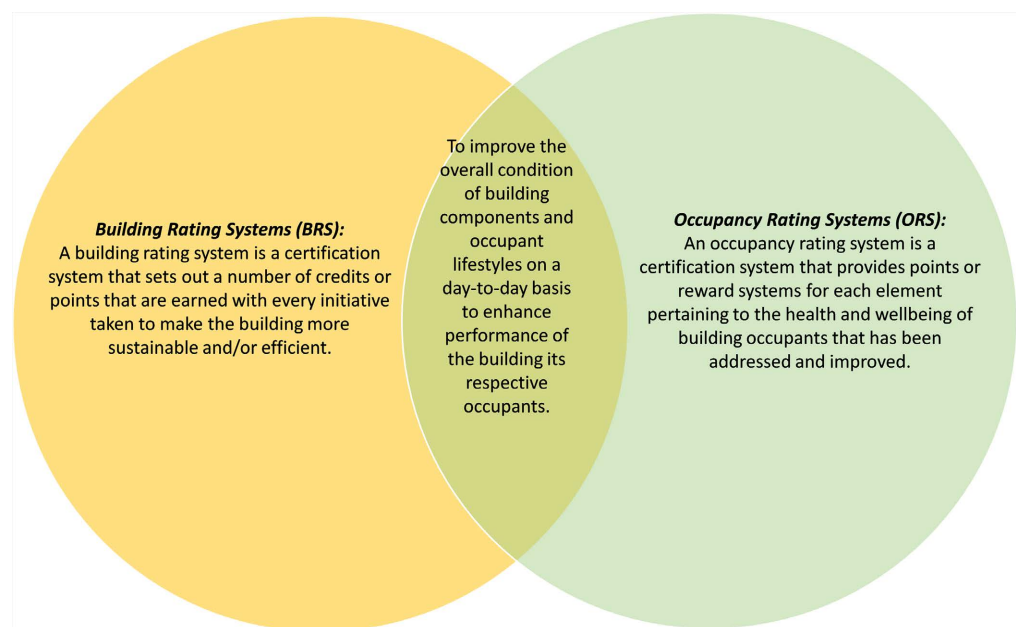 Building Rating Systems (BRS):
A building rating system is a certification
system that sets out a number of credits or
points that are earned with every initiative
taken to make the building more
sustainable and/or efficient.
To improve the
overall condition
of building
components and
occupant
lifestyles on a
day-to-day basis
to enhance
performance of
the building its
respective
occupants.
Occupancy Rating Systems (ORS):
An occupancy rating system is a
certification system that provides points or
reward systems for each element
pertaining to the health and wellbeing of
building occupants that has been
addressed and improved.